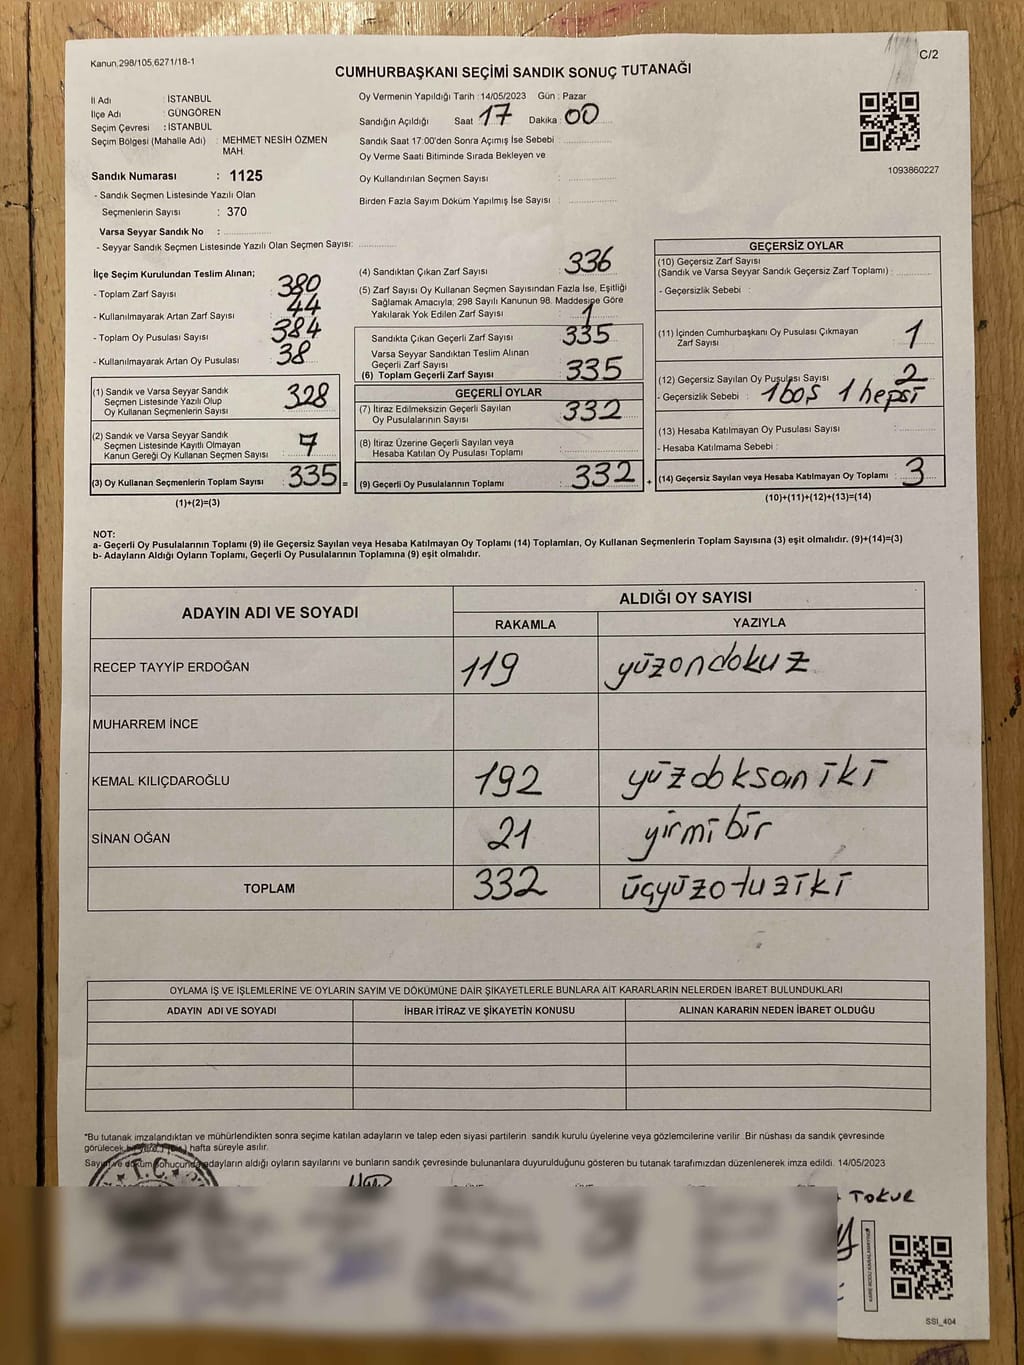 Kanun, 298/105,6271/18-1
C/2
CUMHURBAŞKANI SEÇİMİ SANDIK SONUÇ TUTANAĞI
İl Adı : İSTANBUL
İlçe Adı : GÜNGÖREN
Seçim Çevresi : İSTANBUL
Seçim Bölgesi (Mahalle Adı) : MEHMET NESİH ÖZMEN
MAH.
Sandık Numarası : 1125
- Sandık Seçmen Listesinde Yazılı Olan
Seçmenlerin Sayısı : 370
Varsa Seyyar Sandık No :
- Seyyar Sandık Seçmen Listesinde Yazılı Olan Seçmen Sayısı:
Oy Vermenin Yapıldığı Tarih : 14/05/2023 Gün : Pazar
Sandığın Açıldığı Saat 17 Dakika : 00
Sandık Saat 17:00'den Sonra Açımış İse Sebebi :
Oy Verme Saati Bitiminde Sırada Bekleyen ve
Oy Kullandırılan Seçmen Sayısı :
Birden Fazla Sayım Döküm Yapılmış İse Sayısı :
1093860227
İlçe Seçim Kurulundan Teslim Alınan;
- Toplam Zarf Sayısı : 380
- Kullanılmayarak Artan Zarf Sayısı : 44
- Toplam Oy Pusulası Sayısı : 384
- Kullanılmayarak Artan Oy Pusulası : 38
(1) Sandık ve Varsa Seyyar Sandık
Seçmen Listesinde Yazılı Olup
Oy Kullanan Seçmenlerin Sayısı : 328
(2) Sandık ve Varsa Seyyar Sandık
Seçmen Listesinde Kayıtlı Olmayan
Kanun Gereği Oy Kullanan Seçmen Sayısı : 7
(3) Oy Kullanan Seçmenlerin Toplam Sayısı : 335 =
(1)+(2)=(3)
(4) Sandıktan Çıkan Zarf Sayısı : 336
(5) Zarf Sayısı Oy Kullanan Seçmen Sayısından Fazla İse, Eşitliği
Sağlamak Amacıyla; 298 Sayılı Kanunun 98. Maddesine Göre
Yakılarak Yok Edilen Zarf Sayısı : 1
Sandıkta Çıkan Geçerli Zarf Sayısı : 335
Varsa Seyyar Sandıktan Teslim Alınan
Geçerli Zarf Sayısı
(6) Toplam Geçerli Zarf Sayısı : 335
GEÇERLİ OYLAR
(7) İtiraz Edilmeksizin Geçerli Sayılan
Oy Pusulalarının Sayısı : 332
(8) İtiraz Üzerine Geçerli Sayılan veya
Hesaba Katılan Oy Pusulası Toplamı :
(9) Geçerli Oy Pusulalarının Toplamı : 332 +
GEÇERSİZ OYLAR
(10) Geçersiz Zarf Sayısı
(Sandık ve Varsa Seyyar Sandık Geçersiz Zarf Toplamı) :
- Geçersizlik Sebebi :
(11) İçinden Cumhurbaşkanı Oy Pusulası Çıkmayan
Zarf Sayısı : 1
(12) Geçersiz Sayılan Oy Pusulası Sayısı : 2
- Geçersizlik Sebebi : 1 boş 1 hepsi
(13) Hesaba Katılmayan Oy Pusulası Sayısı :
- Hesaba Katılmama Sebebi :
(14) Geçersiz Sayılan veya Hesaba Katılmayan Oy Toplamı : 3
(10)+(11)+(12)+(13)=(14)
NOT:
a- Geçerli Oy Pusulalarının Toplamı (9) ile Geçersiz Sayılan veya Hesaba Katılmayan Oy Toplamı (14) Toplamları, Oy Kullanan Seçmenlerin Toplam Sayısına (3) eşit olmalıdır. (9)+(14)=(3)
b- Adayların Aldığı Oyların Toplamı, Geçerli Oy Pusulalarının Toplamına (9) eşit olmalıdır.
ADAYIN ADI VE SOYADI
ALDIĞI OY SAYISI
RAKAMLA YAZIYLA
RECEP TAYYİP ERDOĞAN 119 yüzondokuz
MUHARREM İNCE
KEMAL KILIÇDAROĞLU 192 yüzdoksan iki
SİNAN OĞAN 21 yirmi bir
TOPLAM 332 üçyüzotuziki
OYLAMA İŞ VE İŞLEMLERİNE VE OYLARIN SAYIM VE DÖKÜMÜNE DAİR ŞİKAYETLERLE BUNLARA AİT KARARLARIN NELERDEN İBARET BULUNDUKLARI
ADAYIN ADI VE SOYADI İHBAR İTİRAZ VE ŞİKAYETİN KONUSU ALINAN KARARIN NEDEN İBARET OLDUĞU
*Bu tutanak imzalandıktan ve mühürlendikten sonra seçime katılan adayların ve talep eden siyasi partilerin sandık kurulu üyelerine veya gözlemcilerine verilir. Bir nüshası da sandık çevresinde
görülecek bir yere (bir) hafta süreyle asılır.
Sayım ve döküm sonucunda adayların aldığı oyların sayılarını ve bunların sandık çevresinde bulunanlara duyurulduğunu gösteren bu tutanak tarafımızdan düzenlenerek imza edildi. 14/05/2023
T.C.
TOKUR
SSI_404